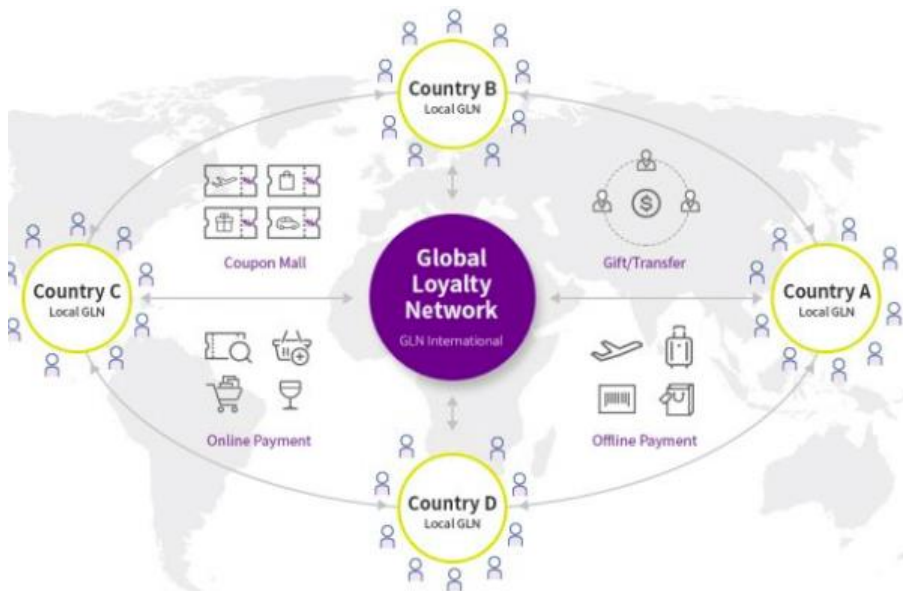 Country B
Local GLN
Coupon Mall
Gift/Transfer
Global
Loyalty
Network
GLN International
Country C
Local GLN
Country A
Local GLN
Online Payment
Offline Payment
Country D
Local GLN